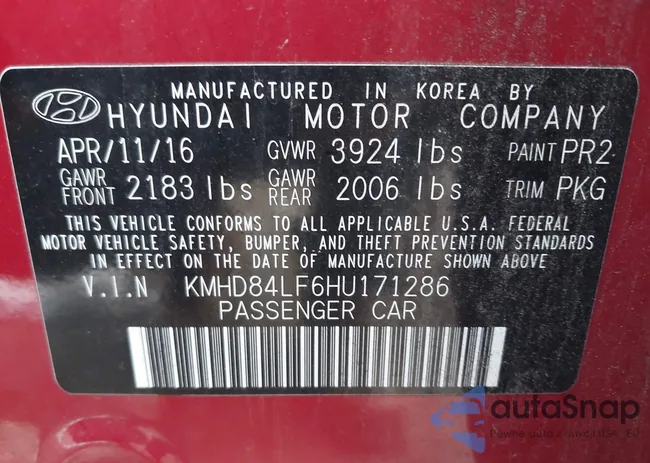 MANUFACTURED IN KOREA BY
HYUNDAI MOTOR COMPANY
APR/11/16 GVWR 3924 lbs PAINT PR2
GAWR FRONT 2183 lbs GAWR REAR 2006 lbs TRIM PKG
THIS VEHICLE CONFORMS TO ALL APPLICABLE U.S.A. FEDERAL
MOTOR VEHICLE SAFETY, BUMPER, AND THEFT PREVENTION STANDARDS
IN EFFECT ON THE DATE OF MANUFACTURE SHOWN ABOVE
V.I.N KMHD84LF6HU171286
PASSENGER CAR
autoSnap
Pewne auta z